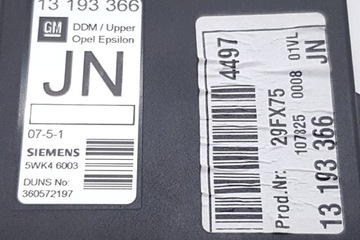 13 193 366
GM
DDM / Upper
Opel Epsilon
JN
07-5-1
SIEMENS
5WK4 6003
DUNS No:
360572197
4497
Prod.Nr: 29FX75
107825 0008 0TVL
13 193 366 JN